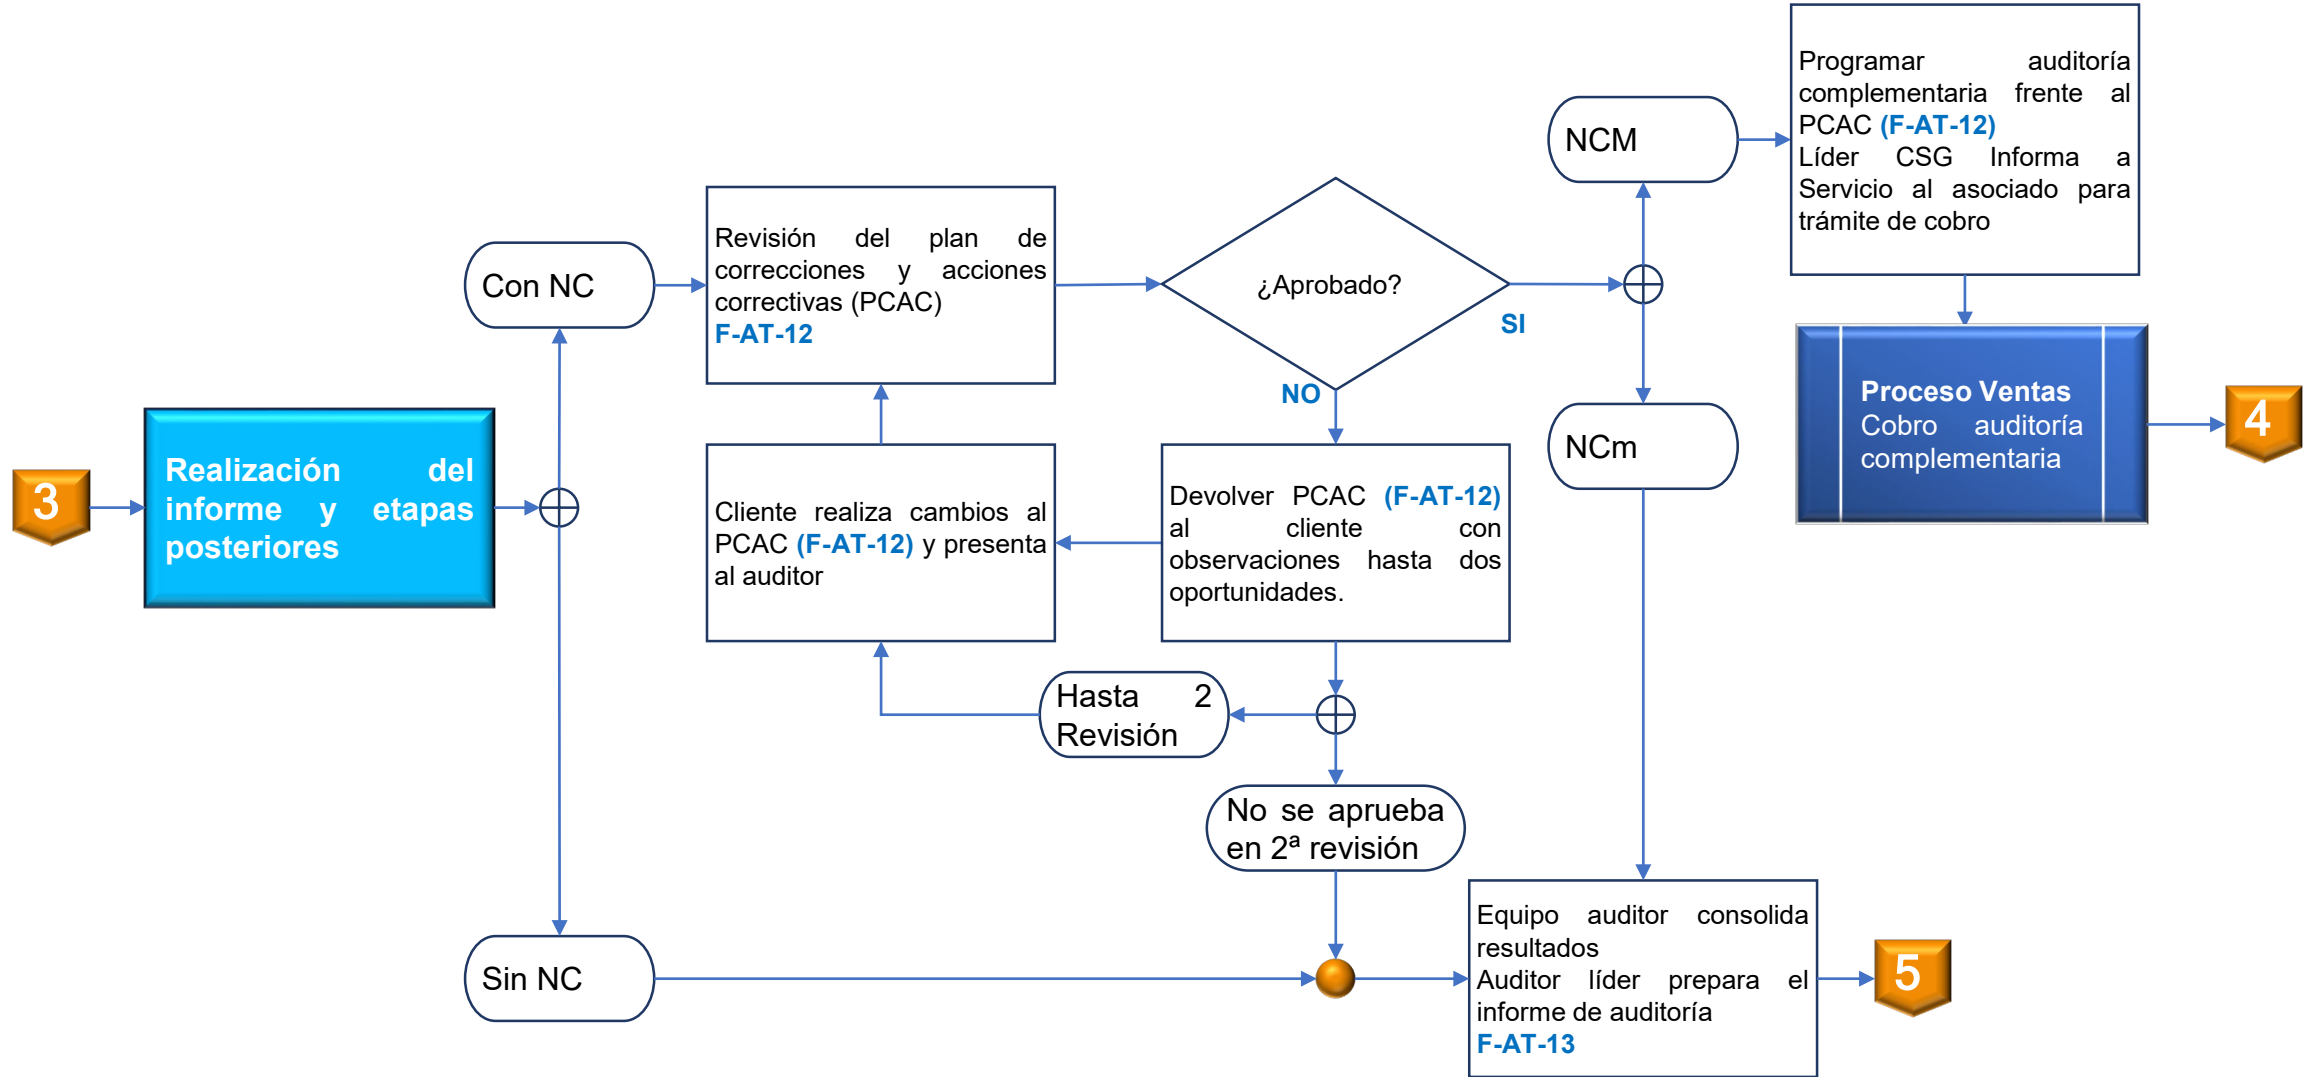 3
Realización del
informe y etapas
posteriores
Con NC
Sin NC
Revisión del plan de
correcciones y acciones
correctivas (PCAC)
F-AT-12
¿Aprobado?
SI
NO
Cliente realiza cambios al
PCAC (F-AT-12) y presenta
al auditor
Devolver PCAC (F-AT-12)
al cliente con
observaciones hasta dos
oportunidades.
Hasta 2
Revisión
No se aprueba
en 2ª revisión
NCM
NCm
Programar auditoría
complementaria frente al
PCAC (F-AT-12)
Líder CSG Informa a
Servicio al asociado para
trámite de cobro
Proceso Ventas
Cobro auditoría
complementaria
4
Equipo auditor consolida
resultados
Auditor líder prepara el
informe de auditoría
F-AT-13
5